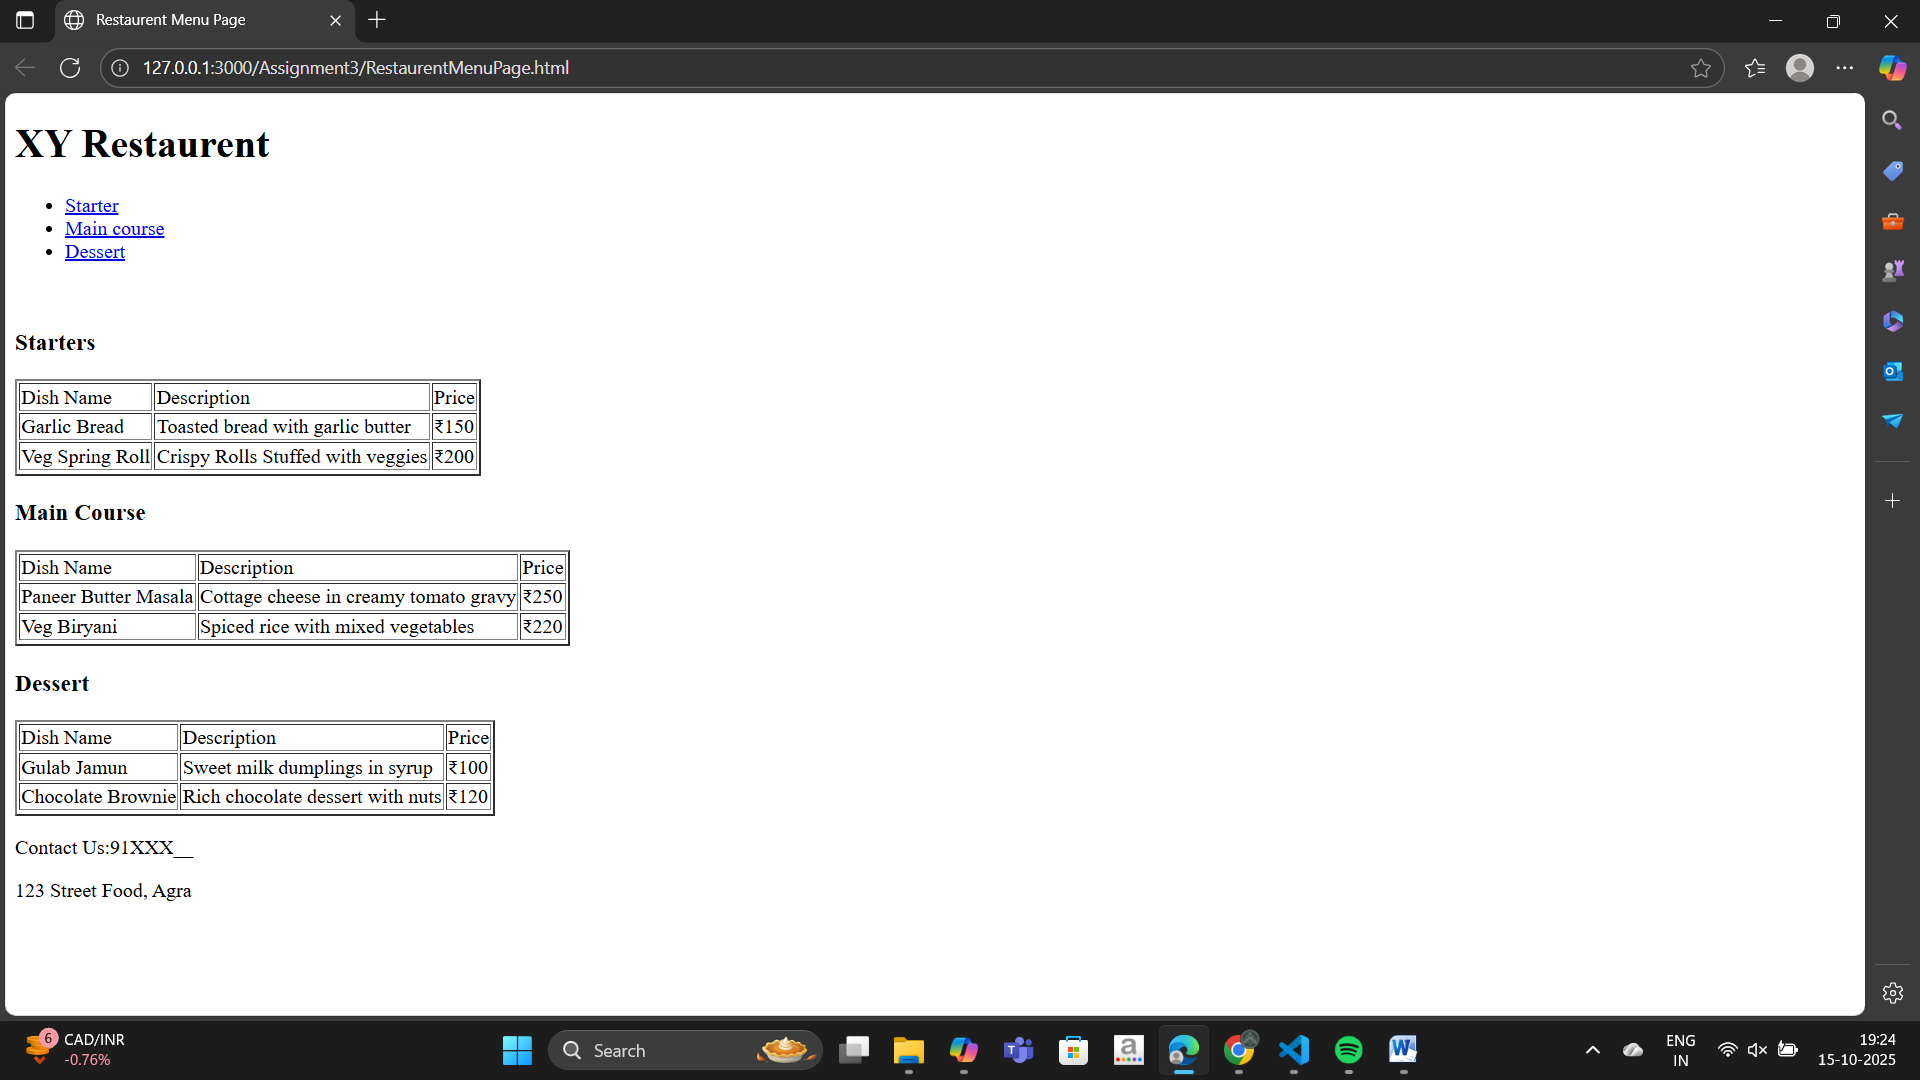 Restaurent Menu Page
127.0.0.1:3000/Assignment3/RestaurentMenuPage.html
XY Restaurent
Starter
Main course
Dessert
Starters
Dish Name Description Price
Garlic Bread Toasted bread with garlic butter ₹150
Veg Spring Roll Crispy Rolls Stuffed with veggies ₹200
Main Course
Dish Name Description Price
Paneer Butter Masala Cottage cheese in creamy tomato gravy ₹250
Veg Biryani Spiced rice with mixed vegetables ₹220
Dessert
Dish Name Description Price
Gulab Jamun Sweet milk dumplings in syrup ₹100
Chocolate Brownie Rich chocolate dessert with nuts ₹120
Contact Us:91XXX__
123 Street Food, Agra
6 CAD/INR
-0.76%
Search
ENG
IN
19:24
15-10-2025